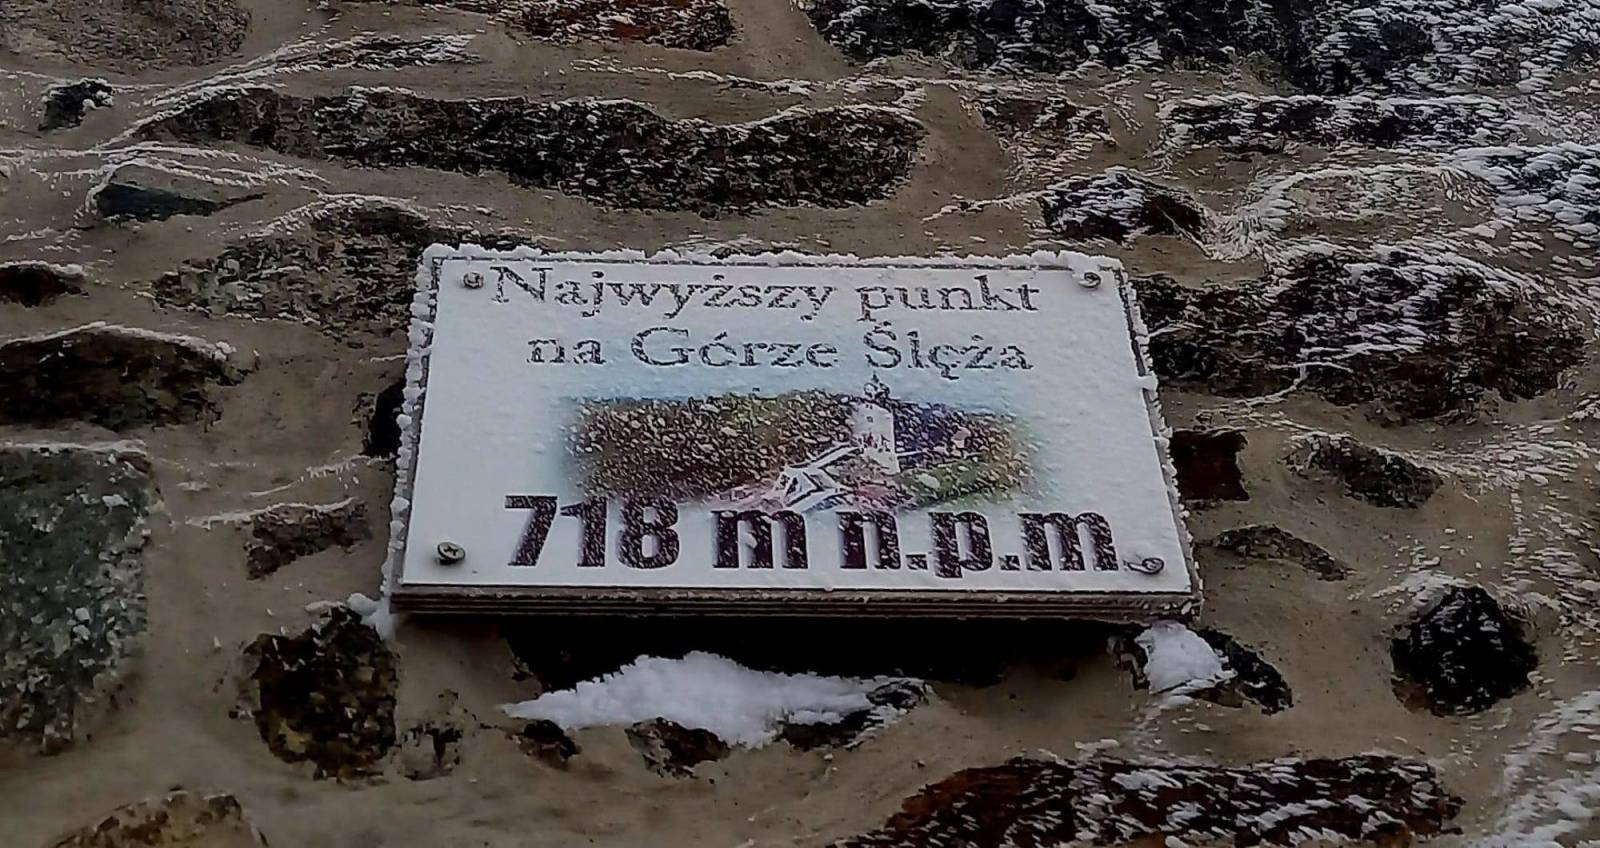 Najwyższy punkt
na Górze Ślęża
718 m n.p.m.